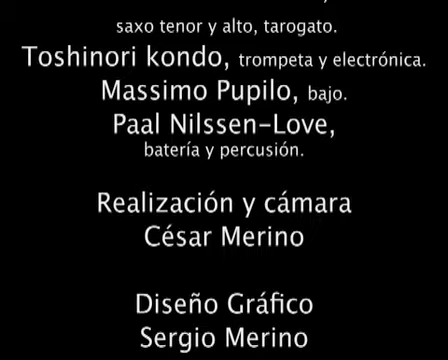 saxo tenor y alto, tarogato.
Toshinori kondo, trompeta y electrónica.
Massimo Pupilo, bajo.
Paal Nilssen-Love,
batería y percusión.
Realización y cámara
César Merino
Diseño Gráfico
Sergio Merino